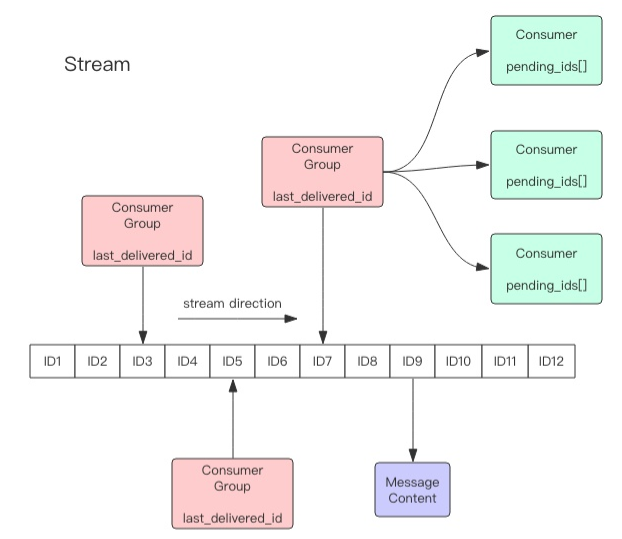 Stream
Consumer
pending_ids[]
Consumer
Group
last_delivered_id
Consumer
pending_ids[]
Consumer
Group
last_delivered_id
Consumer
pending_ids[]
stream direction
ID1 ID2 ID3 ID4 ID5 ID6 ID7 ID8 ID9 ID10 ID11 ID12
Consumer
Group
last_delivered_id
Message
Content